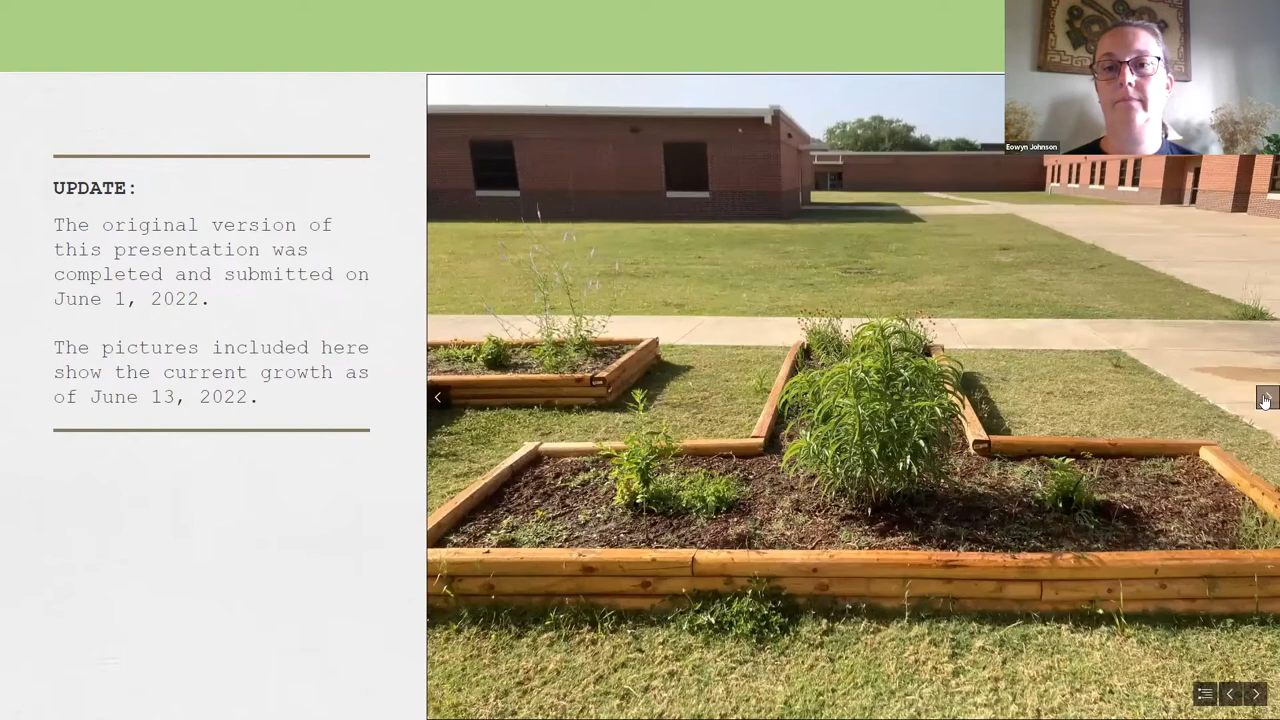 Eowyn Johnson
UPDATE:
The original version of
this presentation was
completed and submitted on
June 1, 2022.
The pictures included here
show the current growth as
of June 13, 2022.